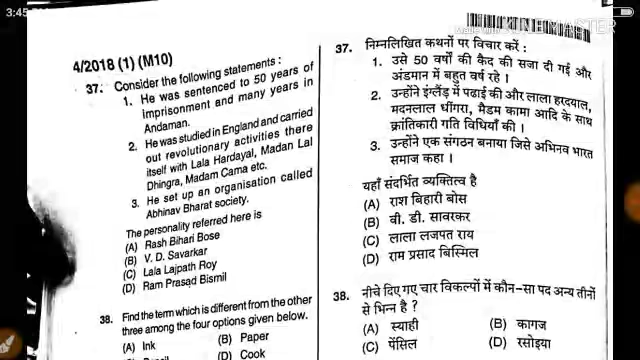 3:45
Made With KINEMASTER
4/2018 (1) (M10)
37. Consider the following statements :
1. He was sentenced to 50 years of
imprisonment and many years in
Andaman.
2. He was studied in England and carried
out revolutionary activities there
itself with Lala Hardayal, Madan Lal
Dhingra, Madam Cama etc.
3. He set up an organisation called
Abhinav Bharat society.
The personality referred here is
(A) Rash Bihari Bose
(B) V. D. Savarkar
(C) Lala Lajpath Roy
(D) Ram Prasad Bismil
38. Find the term which is different from the other
three among the four options given below.
(A) Ink (B) Paper
(D) Cook
37. निम्नलिखित कथनों पर विचार करें :
1. उसे 50 वर्षों की कैद की सजा दी गई और
अंडमान में बहुत वर्ष रहे ।
2. उन्होंने इंग्लैंड में पढाई की और लाला हरदयाल,
मदनलाल धींगरा, मैडम कामा आदि के साथ
क्रांतिकारी गति विधियाँ की ।
3. उन्होंने एक संगठन बनाया जिसे अभिनव भारत
समाज कहा ।
यहाँ संदर्भित व्यक्तित्व है
(A) राश बिहारी बोस
(B) वी. डी. सावरकर
(C) लाला लजपत राय
(D) राम प्रसाद बिस्मिल
38. नीचे दिए गए चार विकल्पों में कौन-सा पद अन्य तीनों
से भिन्न है ?
(A) स्याही (B) कागज
(C) पेंसिल (D) रसोइया